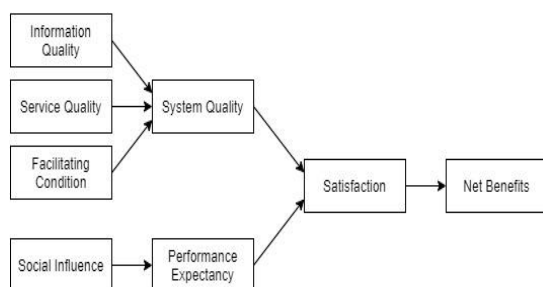 Information
Quality
Service Quality
System Quality
Facilitating
Condition
Satisfaction
Net Benefits
Social Influence
Performance
Expectancy